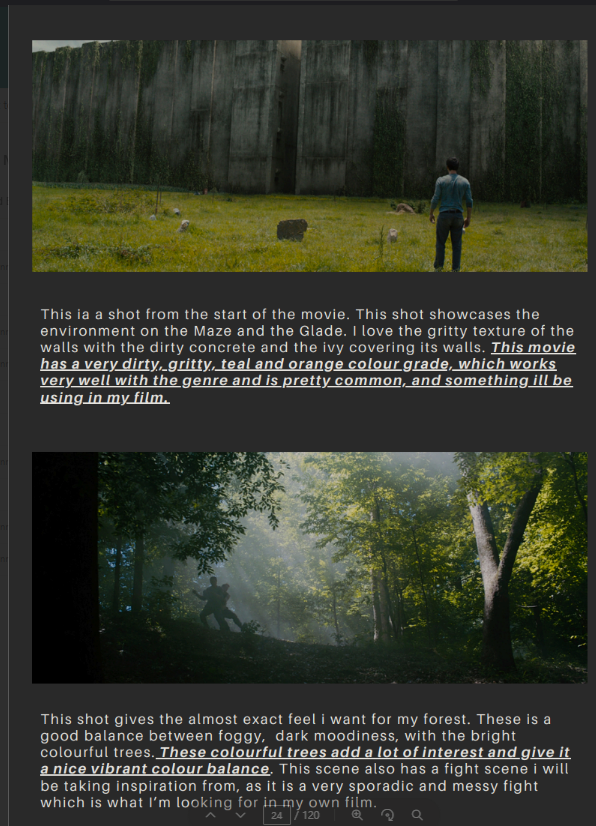 This ia a shot from the start of the movie. This shot showcases the
environment on the Maze and the Glade. I love the gritty texture of the
walls with the dirty concrete and the ivy covering its walls. This movie
has a very dirty, gritty, teal and orange colour grade, which works
very well with the genre and is pretty common, and something ill be
using in my film.
This shot gives the almost exact feel i want for my forest. These is a
good balance between foggy, dark moodiness, with the bright
colourful trees. These colourful trees add a lot of interest and give it
a nice vibrant colour balance. This scene also has a fight scene i will
be taking inspiration from, as it is a very sporadic and messy fight
which is what I'm looking for in my own film.
24 / 120